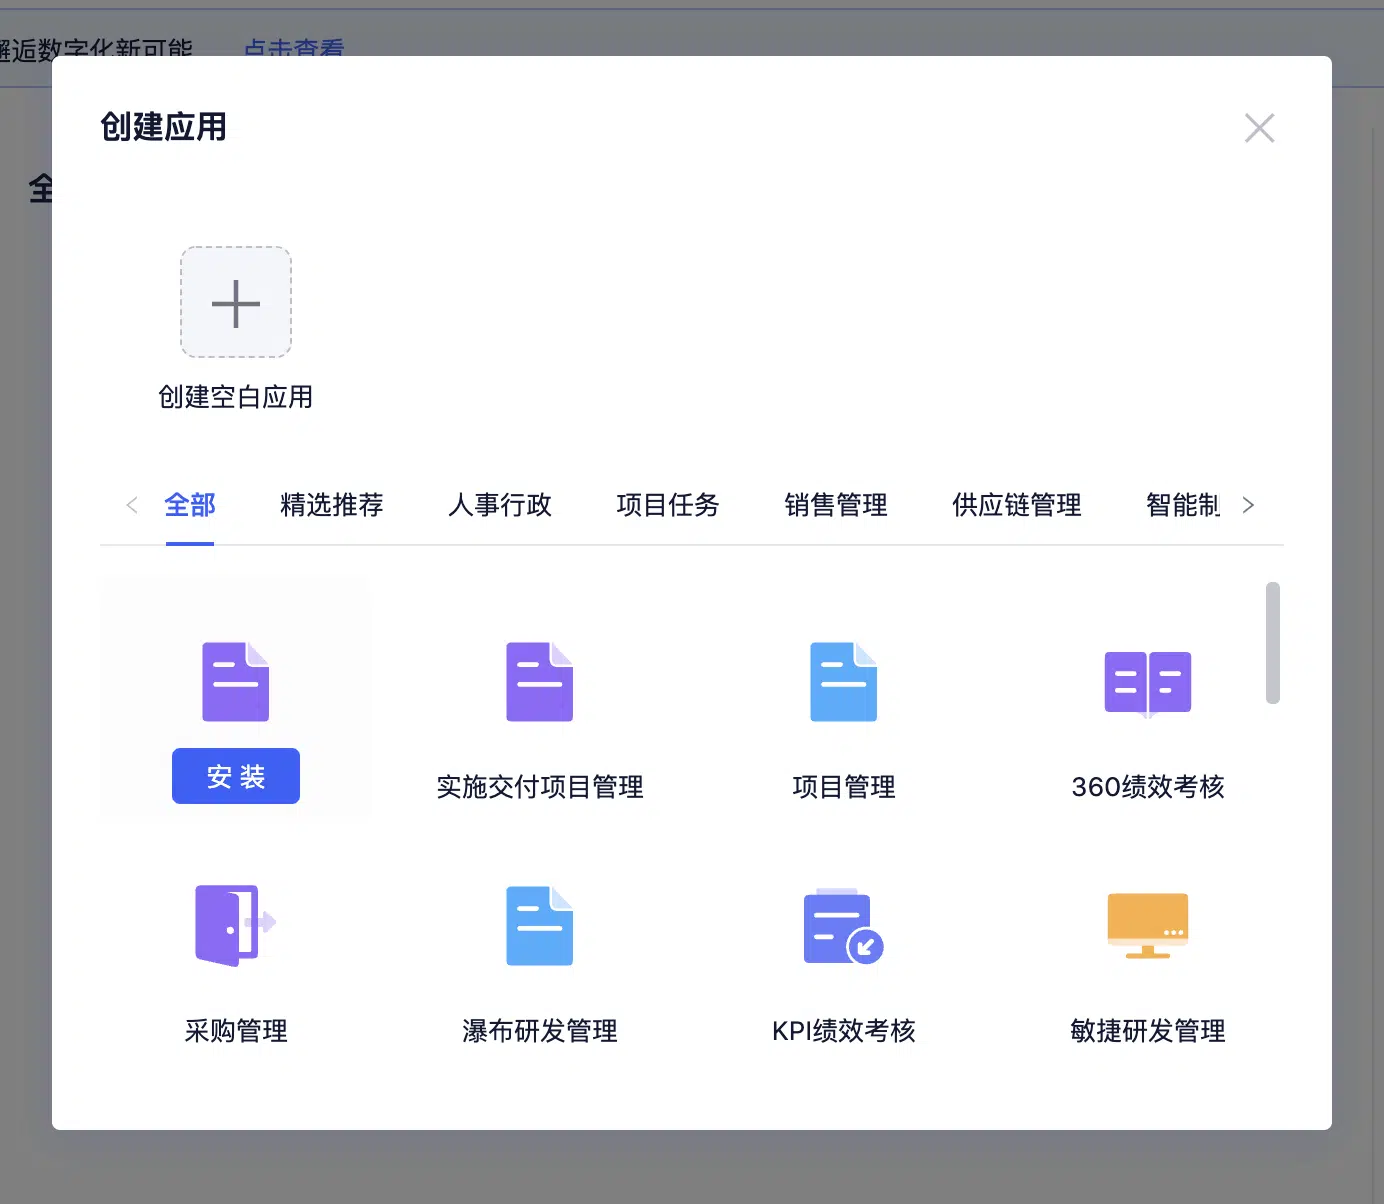 邂逅数字化新可能 点击查看
创建应用
全
创建空白应用
全部 精选推荐 人事行政 项目任务 销售管理 供应链管理 智能制
安装 实施交付项目管理 项目管理 360绩效考核
采购管理 瀑布研发管理 KPI绩效考核 敏捷研发管理